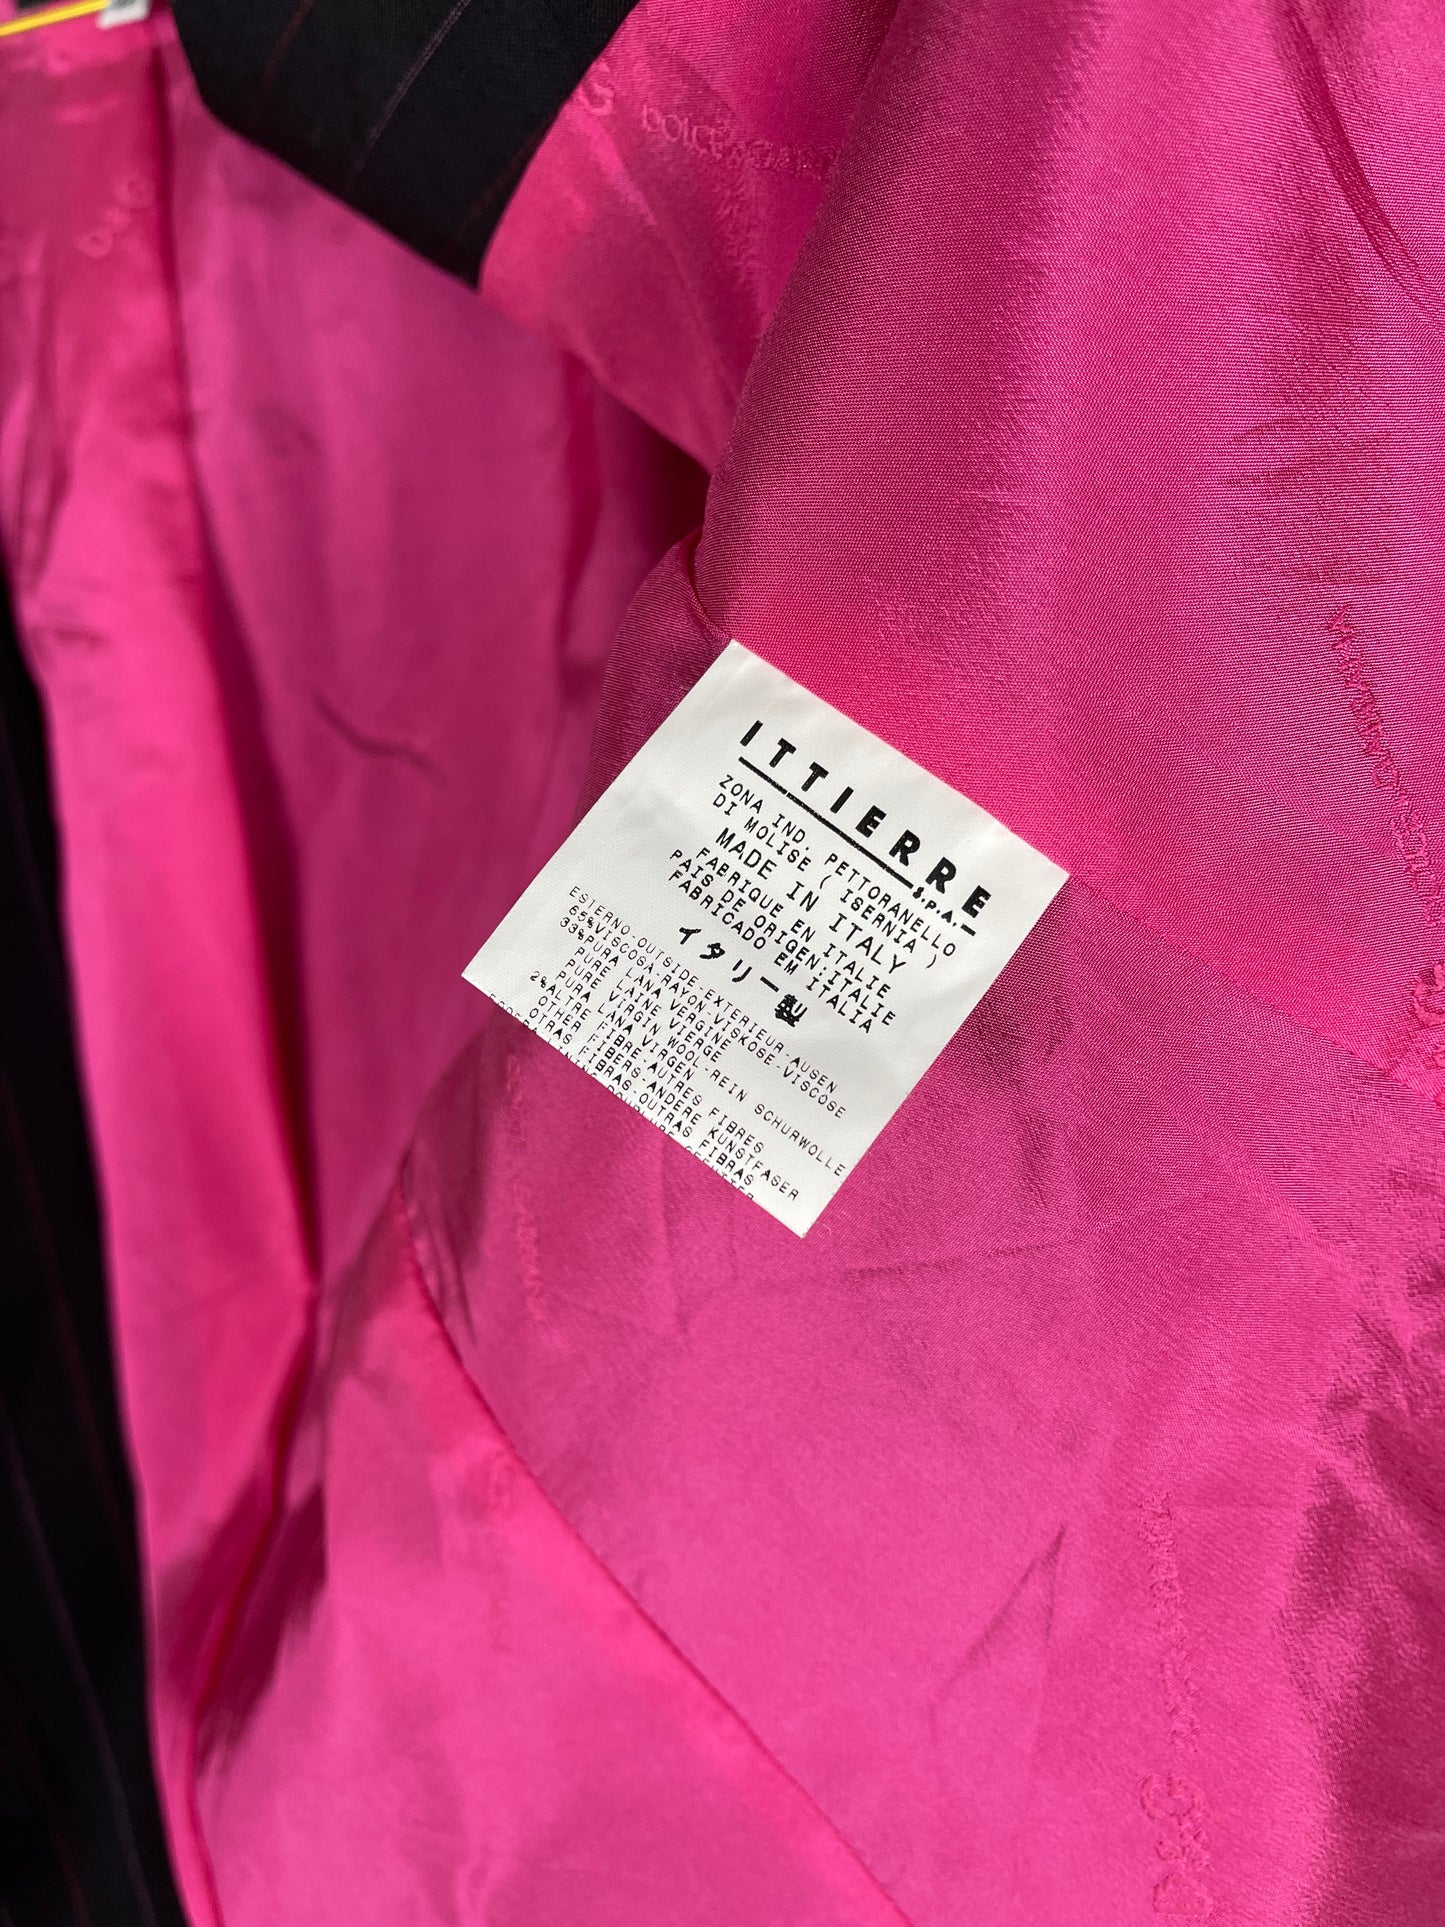 Dolce
D&G
ITTIERRE
S.P.A.
ZONA IND. PETTORANELLO
DI MOLISE ( ISERNIA )
MADE IN ITALY
FABRIQUE EN ITALIE
PAIS DE ORIGEN:ITALIE
FABRICADO EM ITALIA
イタリー製
ESTERNO-OUTSIDE-EXTERIEUR-AUSEN
65%VISCOSA-RAYON-VISKOSE-VISCOSE
33%PURA LANA VERGINE
PURE VIRGIN WOOL-REIN SCHURWOLLE
PURE LAINE VIERGE
PURA LANA VIRGEN
2%ALTRE FIBRE-AUTRES FIBRES
OTHER FIBERS-ANDERE KUNSTFASER
OTRAS FIBRAS-OUTRAS FIBRAS
D&G